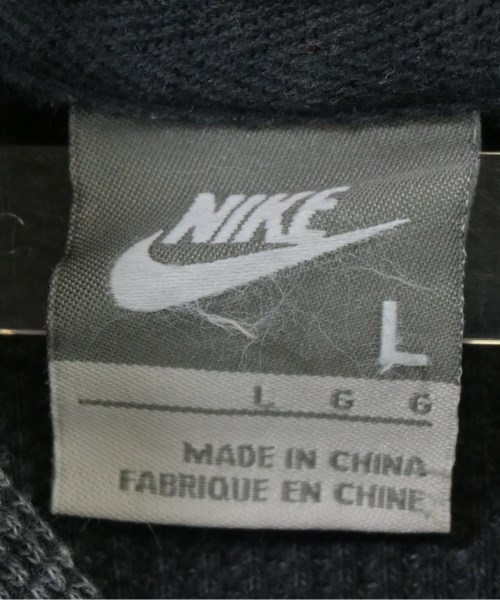 NIKE
L
L G G
MADE IN CHINA
FABRIQUE EN CHINE